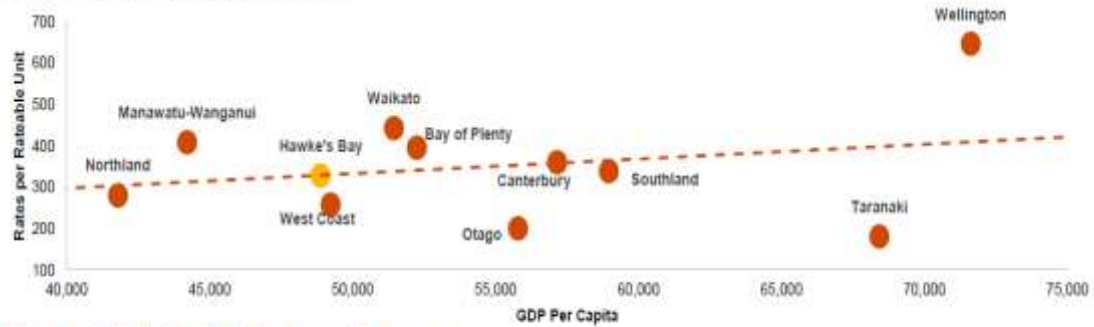 Wellington
700
600
500
400
300
200
100
Rates per Rateable Unit
Manawatu-Wanganui
Waikato
Bay of Plenty
Hawke's Bay
Northland
Canterbury
Southland
West Coast
Otago
Taranaki
40,000
45,000
50,000
55,000
60,000
65,000
70,000
75,000
GDP Per Capita